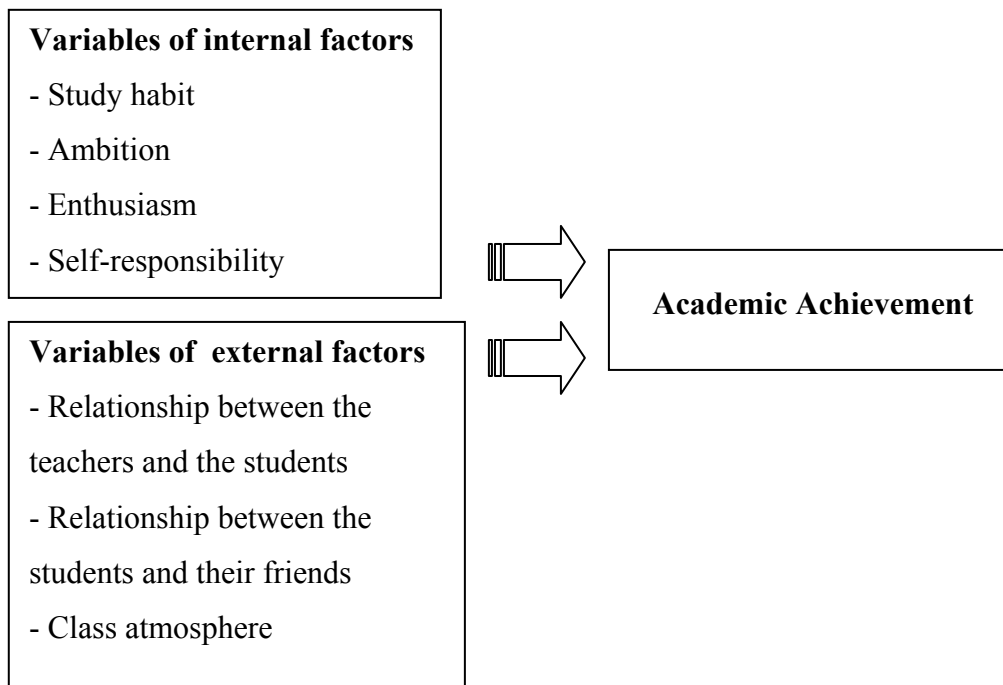 Variables of internal factors
- Study habit
- Ambition
- Enthusiasm
- Self-responsibility
Variables of  external factors
- Relationship between the
teachers and the students
- Relationship between the
students and their friends
- Class atmosphere
Academic Achievement